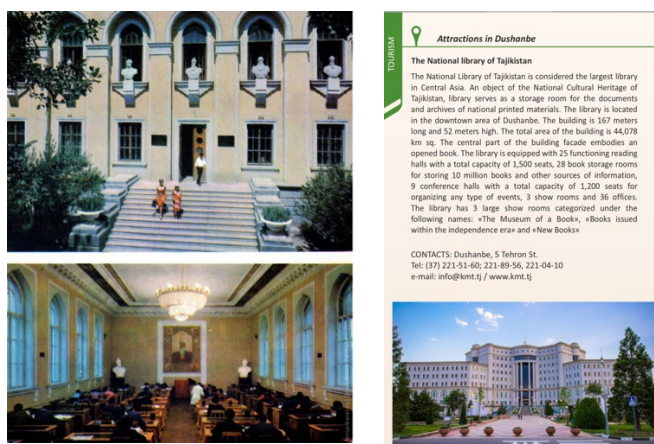 TOURISM
Attractions in Dushanbe
The National library of Tajikistan
The National Library of Tajikistan is considered the largest library
in Central Asia. An object of the National Cultural Heritage of
Tajikistan, library serves as a storage room for the documents
and archives of national printed materials. The library is located
in the downtown area of Dushanbe. The building is 167 meters
long and 52 meters high. The total area of the building is 44,078
km sq. The central part of the building facade embodies an
opened book. The library is equipped with 25 functioning reading
halls with a total capacity of 1,500 seats, 28 book storage rooms
for storing 10 million books and other sources of information,
9 conference halls with a total capacity of 1,200 seats for
organizing any type of events, 3 show rooms and 36 offices.
The library has 3 large show rooms categorized under the
following names: «The Museum of a Book», «Books issued
within the independence era» and «New Books»
CONTACTS: Dushanbe, 5 Tehron St.
Tel: (37) 221-51-60; 221-89-56, 221-04-10
e-mail: info@kmt.tj / www.kmt.tj